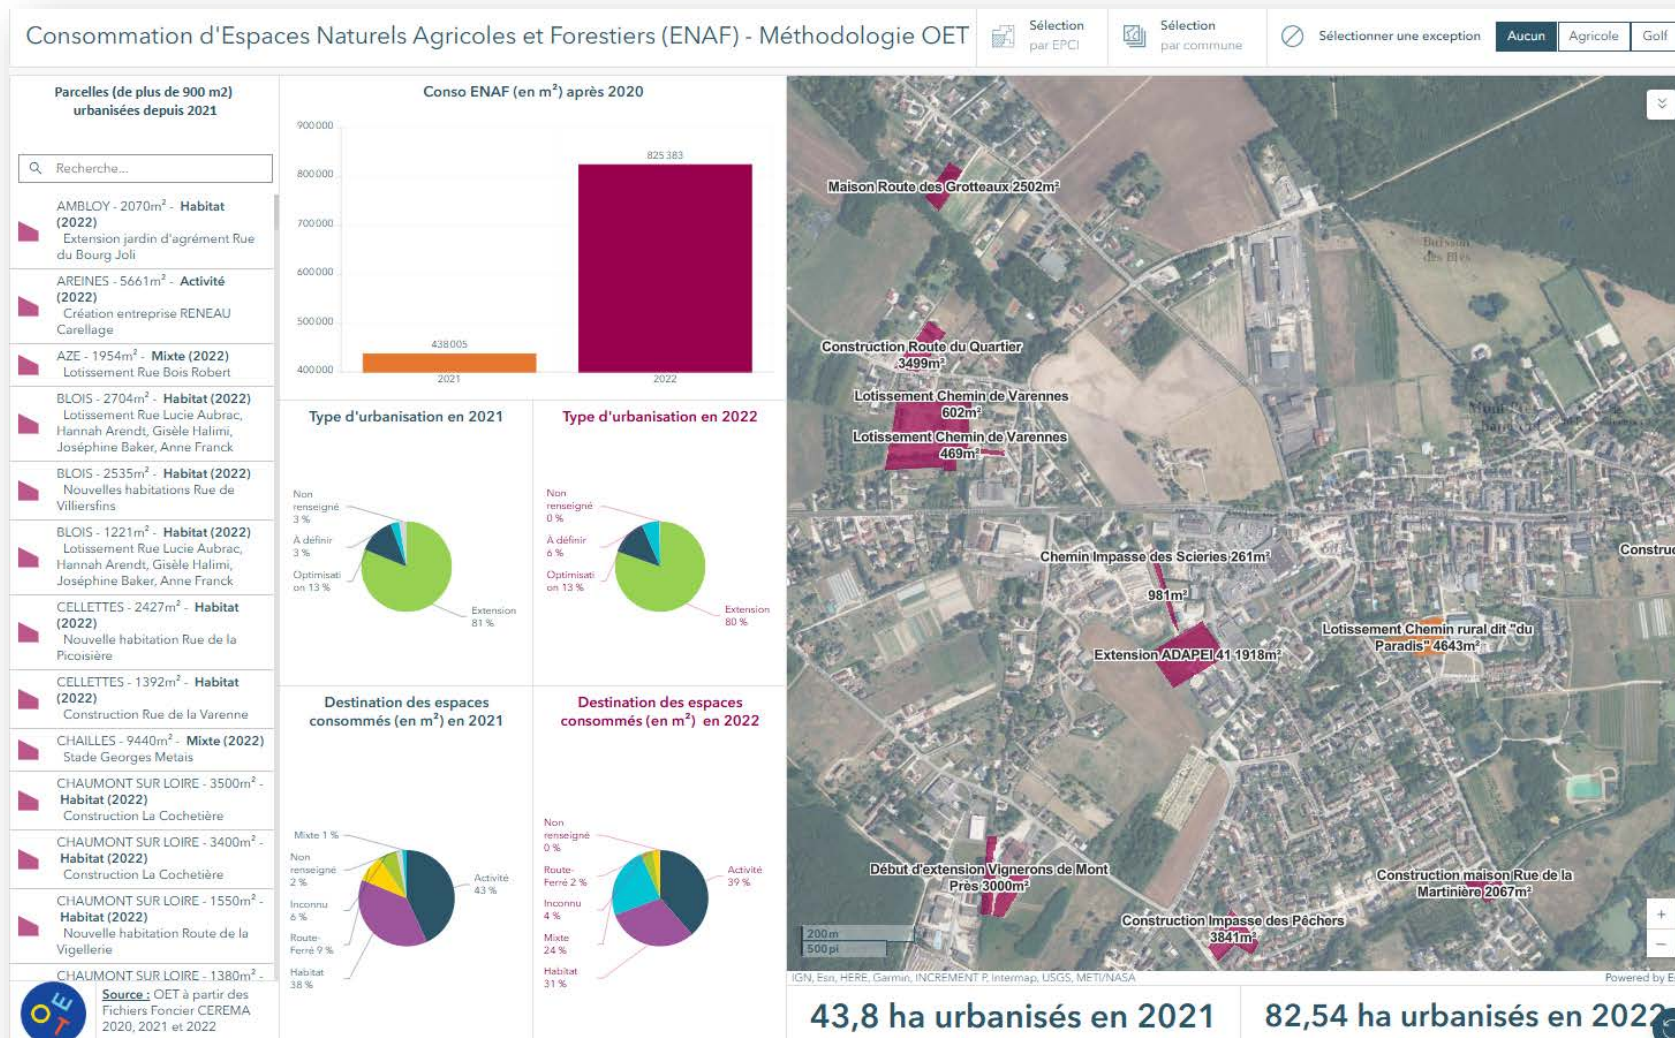 Consommation d'Espaces Naturels Agricoles et Forestiers (ENAF) - Méthodologie OET
Sélection
par EPCI
Sélection
par commune
Sélectionner une exception
Aucun
Agricole
Golf
Parcelles (de plus de 900 m2)
urbanisées depuis 2021
Recherche...
AMBLOY - 2070m² - Habitat
(2022)
Extension jardin d'agrément Rue
du Bourg Joli
AREINES - 5661m² - Activité
(2022)
Création entreprise RENEAU
Carellage
AZE - 1954m² - Mixte (2022)
Lotissement Rue Bois Robert
BLOIS - 2704m² - Habitat (2022)
Lotissement Rue Lucie Aubrac,
Hannah Arendt, Gisèle Halimi,
Joséphine Baker, Anne Franck
BLOIS - 2535m² - Habitat (2022)
Nouvelles habitations Rue de
Villiersfins
BLOIS - 1221m² - Habitat (2022)
Lotissement Rue Lucie Aubrac,
Hannah Arendt, Gisèle Halimi,
Joséphine Baker, Anne Franck
CELLETTES - 2427m² - Habitat
(2022)
Nouvelle habitation Rue de la
Picoisière
CELLETTES - 1392m² - Habitat
(2022)
Construction Rue de la Varenne
CHAILLES - 9440m² - Mixte (2022)
Stade Georges Metais
CHAUMONT SUR LOIRE - 3500m² -
Habitat (2022)
Construction La Cochetière
CHAUMONT SUR LOIRE - 3400m² -
Habitat (2022)
Construction La Cochetière
CHAUMONT SUR LOIRE - 1550m² -
Habitat (2022)
Nouvelle habitation Route de la
Vigellerie
CHAUMONT SUR LOIRE - 1380m² -
OET
Source : OET à partir des
Fichiers Foncier CEREMA
2020, 2021 et 2022
Conso ENAF (en m²) après 2020
900 000
800 000
700 000
600 000
500 000
400 000
438 005
825 383
2021
2022
Type d'urbanisation en 2021
Non
renseigné
3 %
À définir
3 %
Optimisati
on 13 %
Extension
81 %
Type d'urbanisation en 2022
Non
renseigné
0 %
À définir
6 %
Optimisati
on 13 %
Extension
80 %
Destination des espaces
consommés (en m²) en 2021
Mixte 1 %
Non
renseigné
2 %
Inconnu
6 %
Route-
Ferré 9 %
Habitat
38 %
Activité
43 %
Destination des espaces
consommés (en m²) en 2022
Non
renseigné
0 %
Route-
Ferré 2 %
Inconnu
4 %
Mixte
24 %
Habitat
31 %
Activité
39 %
Maison Route des Grotteaux 2502m²
Buisson
des Blés
Construction Route du Quartier
3499m²
Lotissement Chemin de Varennes
602m²
Lotissement Chemin de Varennes
469m²
Chemin Impasse des Scieries 261m²
981m²
Extension ADAPEI 41 1918m²
Lotissement Chemin rural dit "du
Paradis" 4643m²
Construc
Début d'extension Vignerons de Mont
Près 3000m²
Construction maison Rue de la
Martinière 2067m²
Construction Impasse des Pêchers
3841m²
200 m
500 pi
+
−
IGN, Esri, HERE, Garmin, INCREMENT P, Intermap, USGS, METI/NASA
Powered by E
43,8 ha urbanisés en 2021
82,54 ha urbanisés en 2022